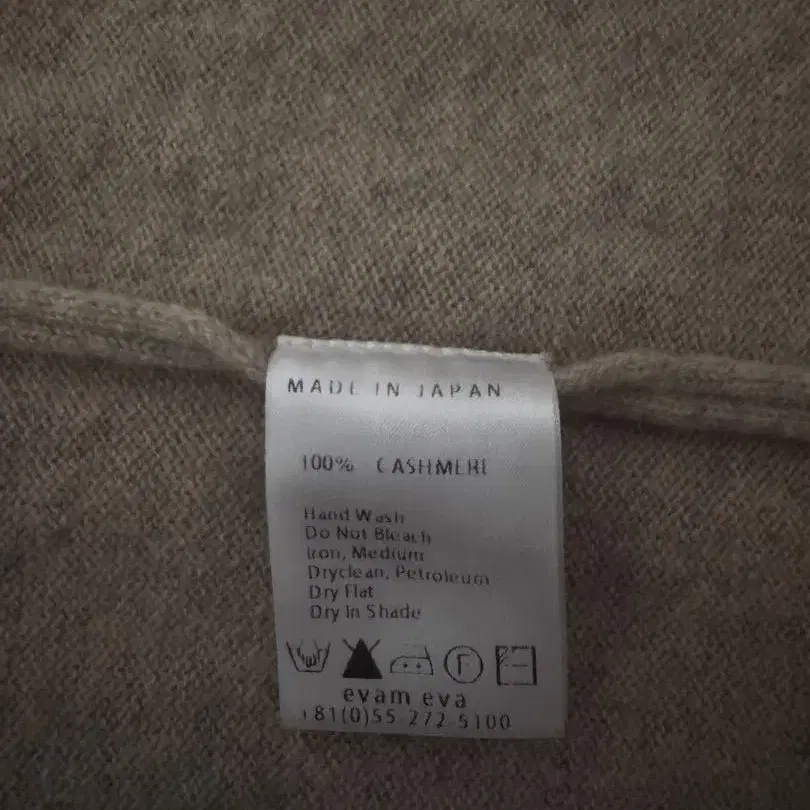 MADE IN JAPAN
100% CASHMERE
Hand Wash
Do Not Bleach
Iron, Medium
Dryclean, Petroleum
Dry Flat
Dry In Shade
F
evam eva
+81(0)55-272-5100